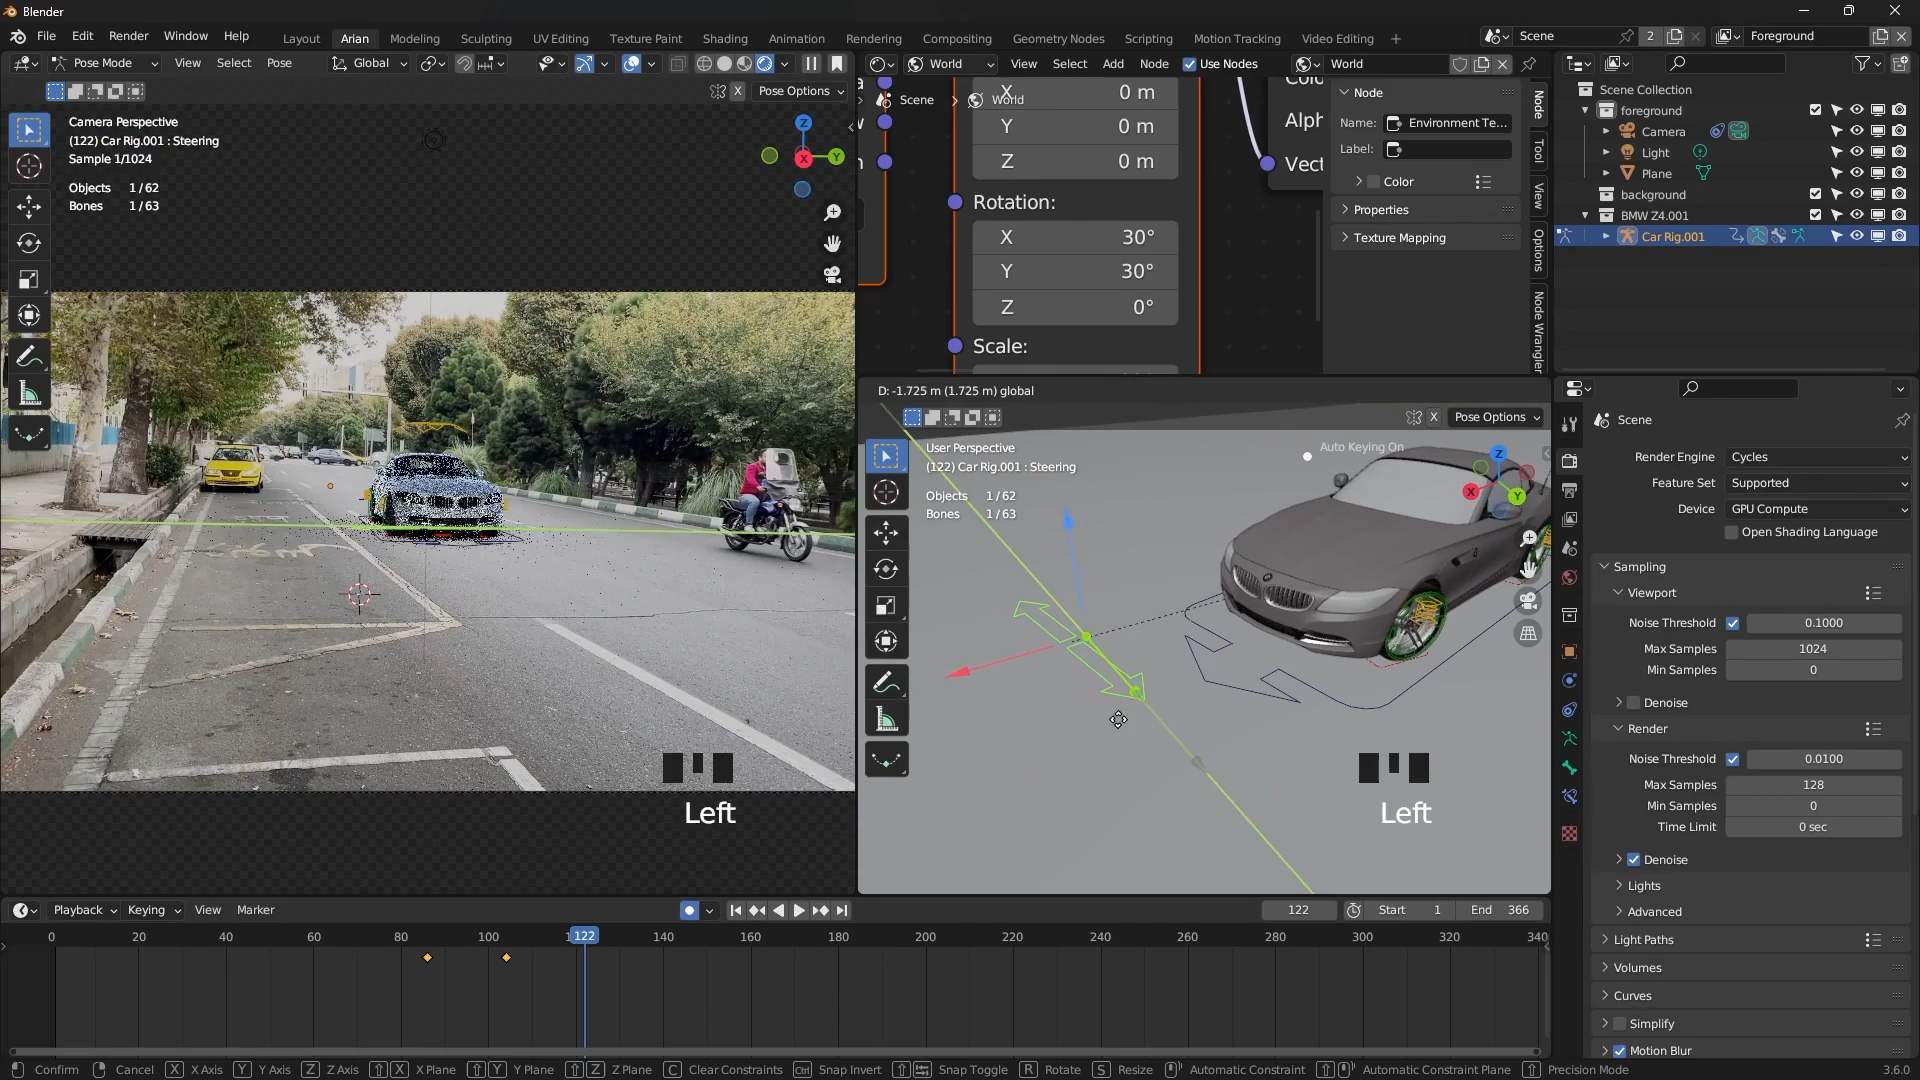 Blender
File Edit Render Window Help
Layout Arian Modeling Sculpting UV Editing Texture Paint Shading Animation Rendering Compositing Geometry Nodes Scripting Motion Tracking Video Editing +
Scene 2 Foreground
Pose Mode View Select Pose Global
World View Select Add Node Use Nodes World
X Pose Options
Camera Perspective
(122) Car Rig.001 : Steering
Sample 1/1024
Objects 1 / 62
Bones 1 / 63
Z
X
Y
Scene > World
X 0 m
Y 0 m
Z 0 m
Rotation:
X 30°
Y 30°
Z 0°
Scale:
Alph
Vect
Node
Name: Environment Te...
Label:
Color
Properties
Texture Mapping
Node
Tool
View
Options
Node Wrangler
Scene Collection
foreground
Camera
Light
Plane
background
BMW Z4.001
Car Rig.001
D: -1.725 m (1.725 m) global
X Pose Options
User Perspective
(122) Car Rig.001 : Steering
Objects 1 / 62
Bones 1 / 63
Auto Keying On
Z
X
Y
Left
Left
Scene
Render Engine Cycles
Feature Set Supported
Device GPU Compute
Open Shading Language
Sampling
Viewport
Noise Threshold 0.1000
Max Samples 1024
Min Samples 0
Denoise
Render
Noise Threshold 0.0100
Max Samples 128
Min Samples 0
Time Limit 0 sec
Denoise
Lights
Advanced
Light Paths
Volumes
Curves
Simplify
Motion Blur
Playback Keying View Marker
122 Start 1 End 366
0 20 40 60 80 100 122 140 160 180 200 220 240 260 280 300 320 340
Confirm Cancel X X Axis Y Y Axis Z Z Axis X X Plane Y Y Plane Z Z Plane C Clear Constraints Ctrl Snap Invert Snap Toggle R Rotate S Resize Automatic Constraint Automatic Constraint Plane Precision Mode 3.6.0